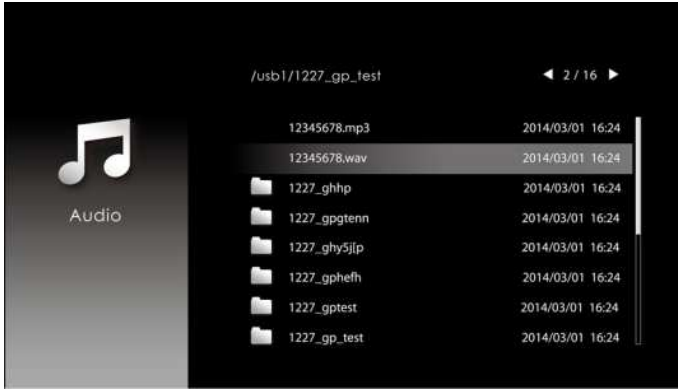 /usb1/1227_gp_test ◀ 2 / 16 ▶
12345678.mp3 2014/03/01 16:24
12345678.wav 2014/03/01 16:24
1227_ghhp 2014/03/01 16:24
Audio
1227_gpgtenn 2014/03/01 16:24
1227_ghy5j[p 2014/03/01 16:24
1227_gphefh 2014/03/01 16:24
1227_gptest 2014/03/01 16:24
1227_gp_test 2014/03/01 16:24